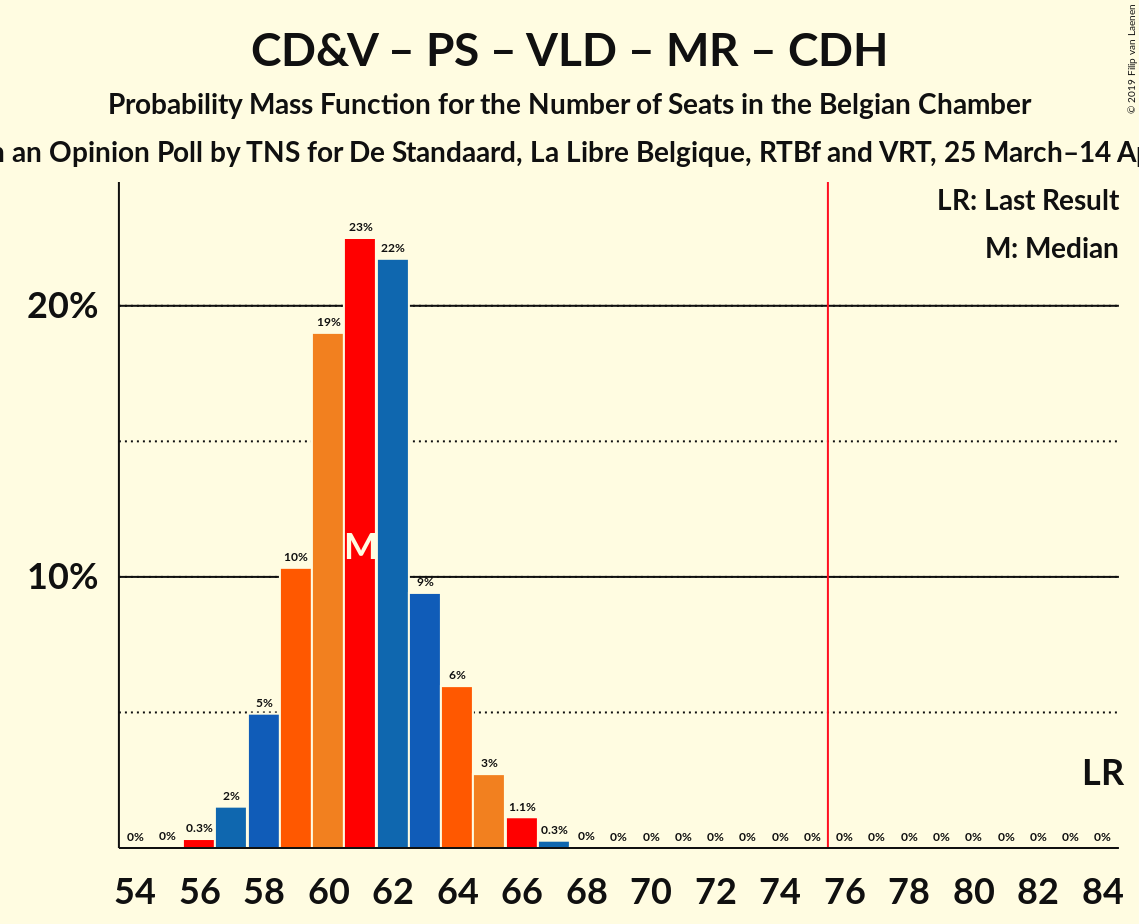 CD&V – PS – VLD – MR – CDH
Probability Mass Function for the Number of Seats in the Belgian Chamber
an Opinion Poll by TNS for De Standaard, La Libre Belgique, RTBf and VRT, 25 March–14
© 2019 Filip van Laenen
LR: Last Result
M: Median
23%
22%
20%
19%
M
10%
10%
9%
6%
5%
3%
LR
2%
1.1%
0% 0% 0.3% 0.3% 0% 0% 0% 0% 0% 0% 0% 0% 0% 0% 0% 0% 0% 0% 0% 0% 0%
54 56 58 60 62 64 66 68 70 72 74 76 78 80 82 84